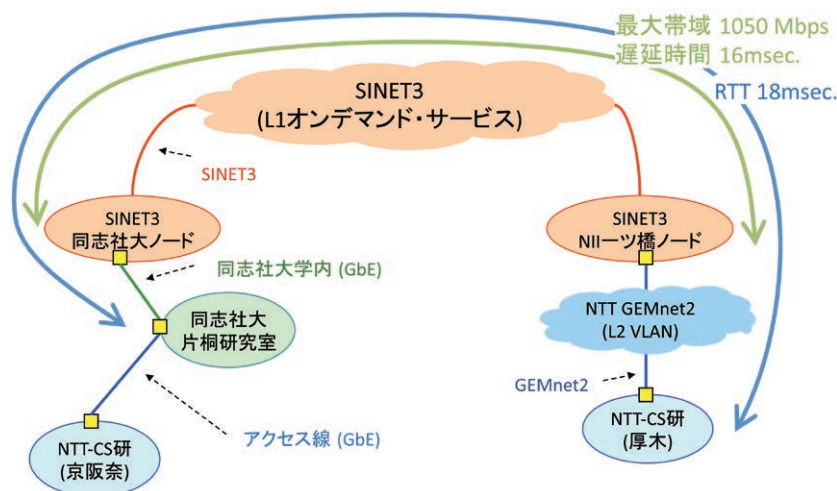 最大帯域 1050 Mbps
遅延時間 16msec.
RTT 18msec.
SINET3
(L1オンデマンド・サービス)
SINET3
SINET3
同志社大ノード
SINET3
NII一ツ橋ノード
同志社大学内 (GbE)
同志社大
片桐研究室
NTT GEMnet2
(L2 VLAN)
GEMnet2
アクセス線 (GbE)
NTT-CS研
(京阪奈)
NTT-CS研
(厚木)